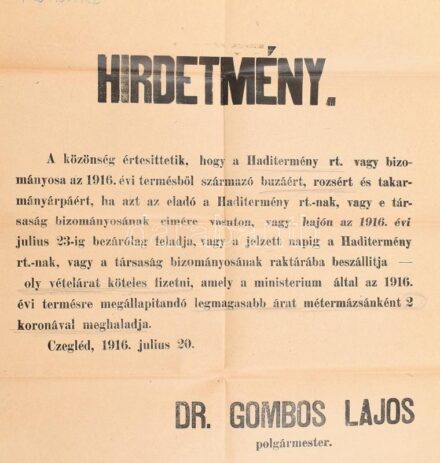 HIRDETMÉNY.
A közönség értesittetik, hogy a Haditermény rt. vagy bizo-
mányosa az 1916. évi termésből származó buzáért, rozsért és takar-
mányárpáért, ha azt az eladó a Haditermény rt.-nak, vagy e tár-
saság bizományosának cimére vasuton, vagy hajón az 1916. évi
julius 23-ig bezárólag feladja, vagy a jelzett napig a Haditermény
rt.-nak, vagy a társaság bizományosának raktárába beszállitja —
oly vételárat köteles fizetni, amely a ministerium által az 1916.
évi termésre megállapitandó legmagasabb árat métermázsánként 2
koronával meghaladja.
Czegléd, 1916. julius 20.
DR. GOMBOS LAJOS
polgármester.